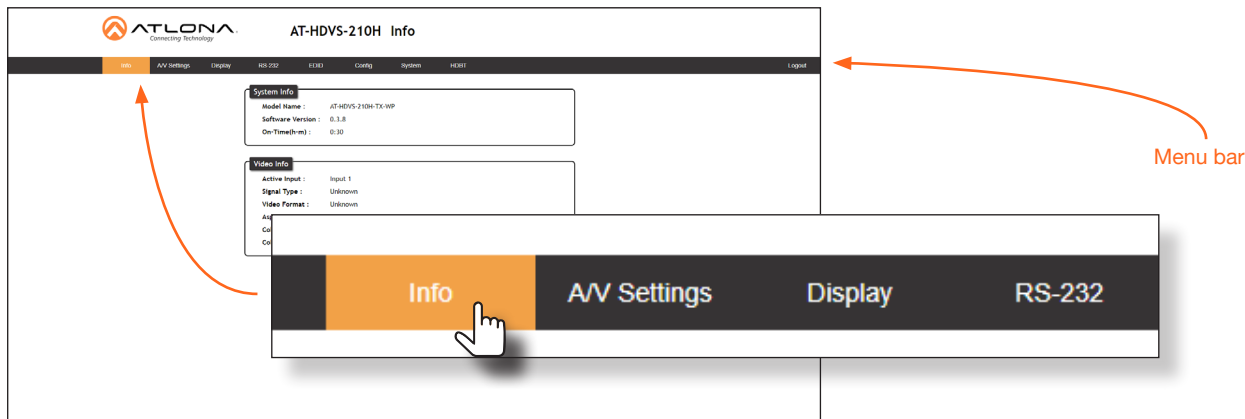 ATLONA.
Connecting Technology
AT-HDVS-210H Info
Info A/V Settings Display RS-232 EDID Config System HDBT Logout
System Info
Model Name : AT-HDVS-210H-TX-WP
Software Version : 0.3.8
On-Time(h-m) : 0:30
Menu bar
Video Info
Active Input : Input 1
Signal Type : Unknown
Video Format : Unknown
Info A/V Settings Display RS-232